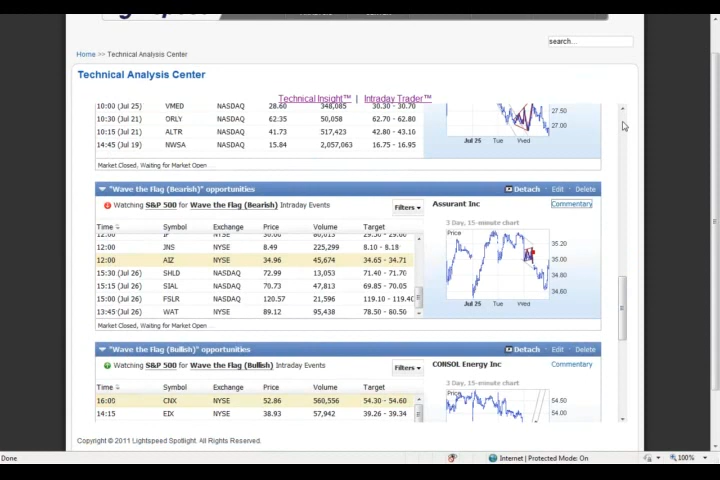 search...
Home >> Technical Analysis Center
Technical Analysis Center
Technical Insight™ | Intraday Trader™
10:00 (Jul 25) VMED NASDAQ 28.60 348,085 30.30 - 30.70
10:30 (Jul 21) ORLY NASDAQ 62.35 50,058 62.70 - 62.80
10:15 (Jul 21) ALTR NASDAQ 41.73 517,423 42.80 - 43.10
14:45 (Jul 19) NWSA NASDAQ 15.84 2,057,063 16.75 - 16.95
27.50
27.00
Jul 25 Tue Wed
Market Closed, Waiting for Market Open ...
"Wave the Flag (Bearish)" opportunities Detach Edit Delete
Watching S&P 500 for Wave the Flag (Bearish) Intraday Events Filters
Assurant Inc Commentary
Time Symbol Exchange Price Volume Target
12:00 JNS NYSE 8.49 225,299 8.10 - 8.18
12:00 AIZ NYSE 34.96 45,674 34.65 - 34.71
15:30 (Jul 26) SHLD NASDAQ 72.99 13,053 71.40 - 71.70
15:15 (Jul 26) SIAL NASDAQ 70.73 47,813 69.85 - 70.05
15:00 (Jul 26) FSLR NASDAQ 120.57 21,596 119.10 - 119.40
13:45 (Jul 26) WAT NYSE 89.12 95,438 78.50 - 80.50
3 Day, 15-minute chart
Price
35.20
35.00
34.80
34.60
Jul 25 Tue Wed
Market Closed, Waiting for Market Open ...
"Wave the Flag (Bullish)" opportunities Detach Edit Delete
Watching S&P 500 for Wave the Flag (Bullish) Intraday Events Filters
CONSOL Energy Inc Commentary
Time Symbol Exchange Price Volume Target
16:00 CNX NYSE 52.86 560,556 54.30 - 54.60
14:15 EIX NYSE 38.93 57,942 39.26 - 39.34
3 Day, 15-minute chart
Price
54.50
54.00
Copyright © 2011 Lightspeed Spotlight. All Rights Reserved.
Done Internet | Protected Mode: On 100%